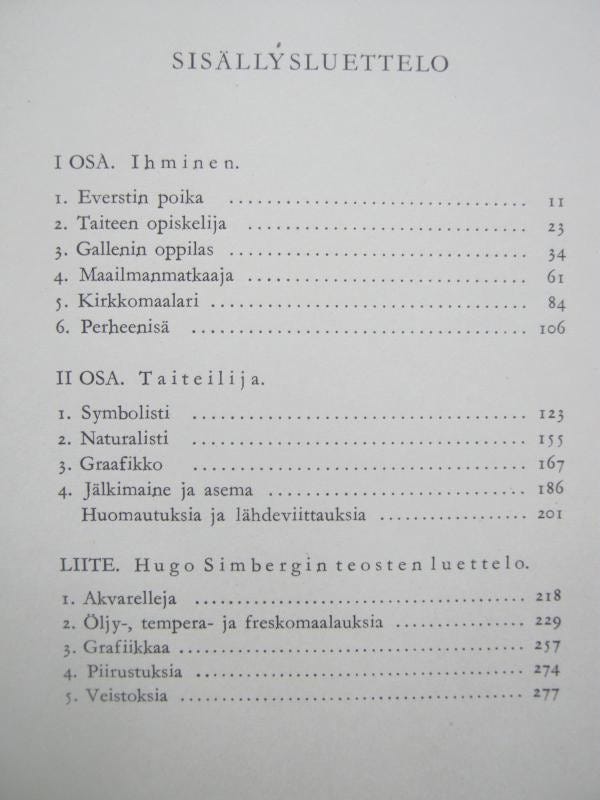 SISÄLLYSLUETTELO
I OSA. Ihminen.
1. Everstin poika .............................. 11
2. Taiteen opiskelija ............................ 23
3. Gallenin oppilas ............................ 34
4. Maailmanmatkaaja ............................ 61
5. Kirkkomaalari ................................ 84
6. Perheenisä .................................. 106
II OSA. Taiteilija.
1. Symbolisti .................................. 123
2. Naturalisti .................................. 155
3. Graafikko .................................. 167
4. Jälkimaine ja asema .......................... 186
Huomautuksia ja lähdeviittauksia ................ 201
LIITE. Hugo Simbergin teosten luettelo.
1. Akvarelleja .................................. 218
2. Öljy-, tempera- ja freskomaalauksia .............. 229
3. Grafiikkaa .................................... 257
4. Piirustuksia .................................. 274
5. Veistoksia .................................... 277